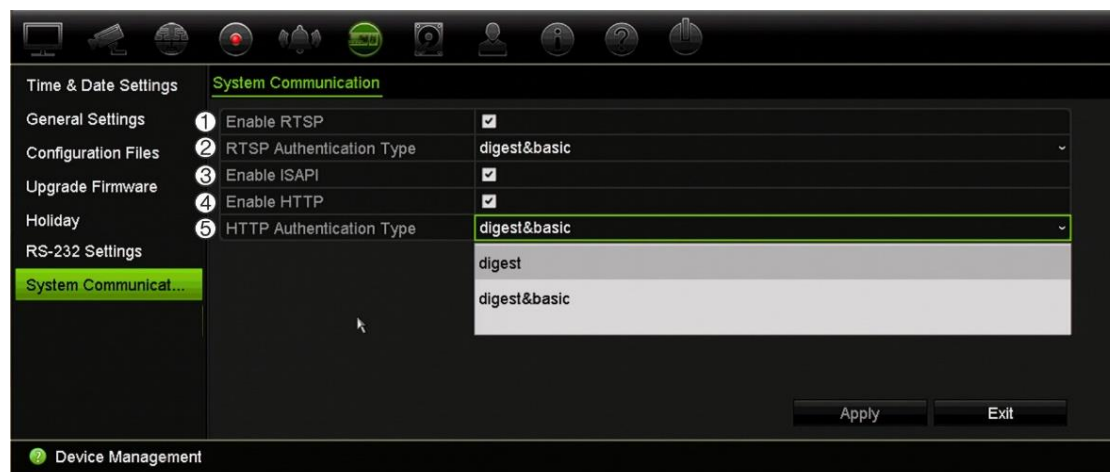 Time & Date Settings
System Communication
General Settings
① Enable RTSP
Configuration Files
② RTSP Authentication Type digest&basic
③ Enable ISAPI
Upgrade Firmware
④ Enable HTTP
Holiday
⑤ HTTP Authentication Type digest&basic
RS-232 Settings
digest
System Communicat...
digest&basic
Apply
Exit
Device Management